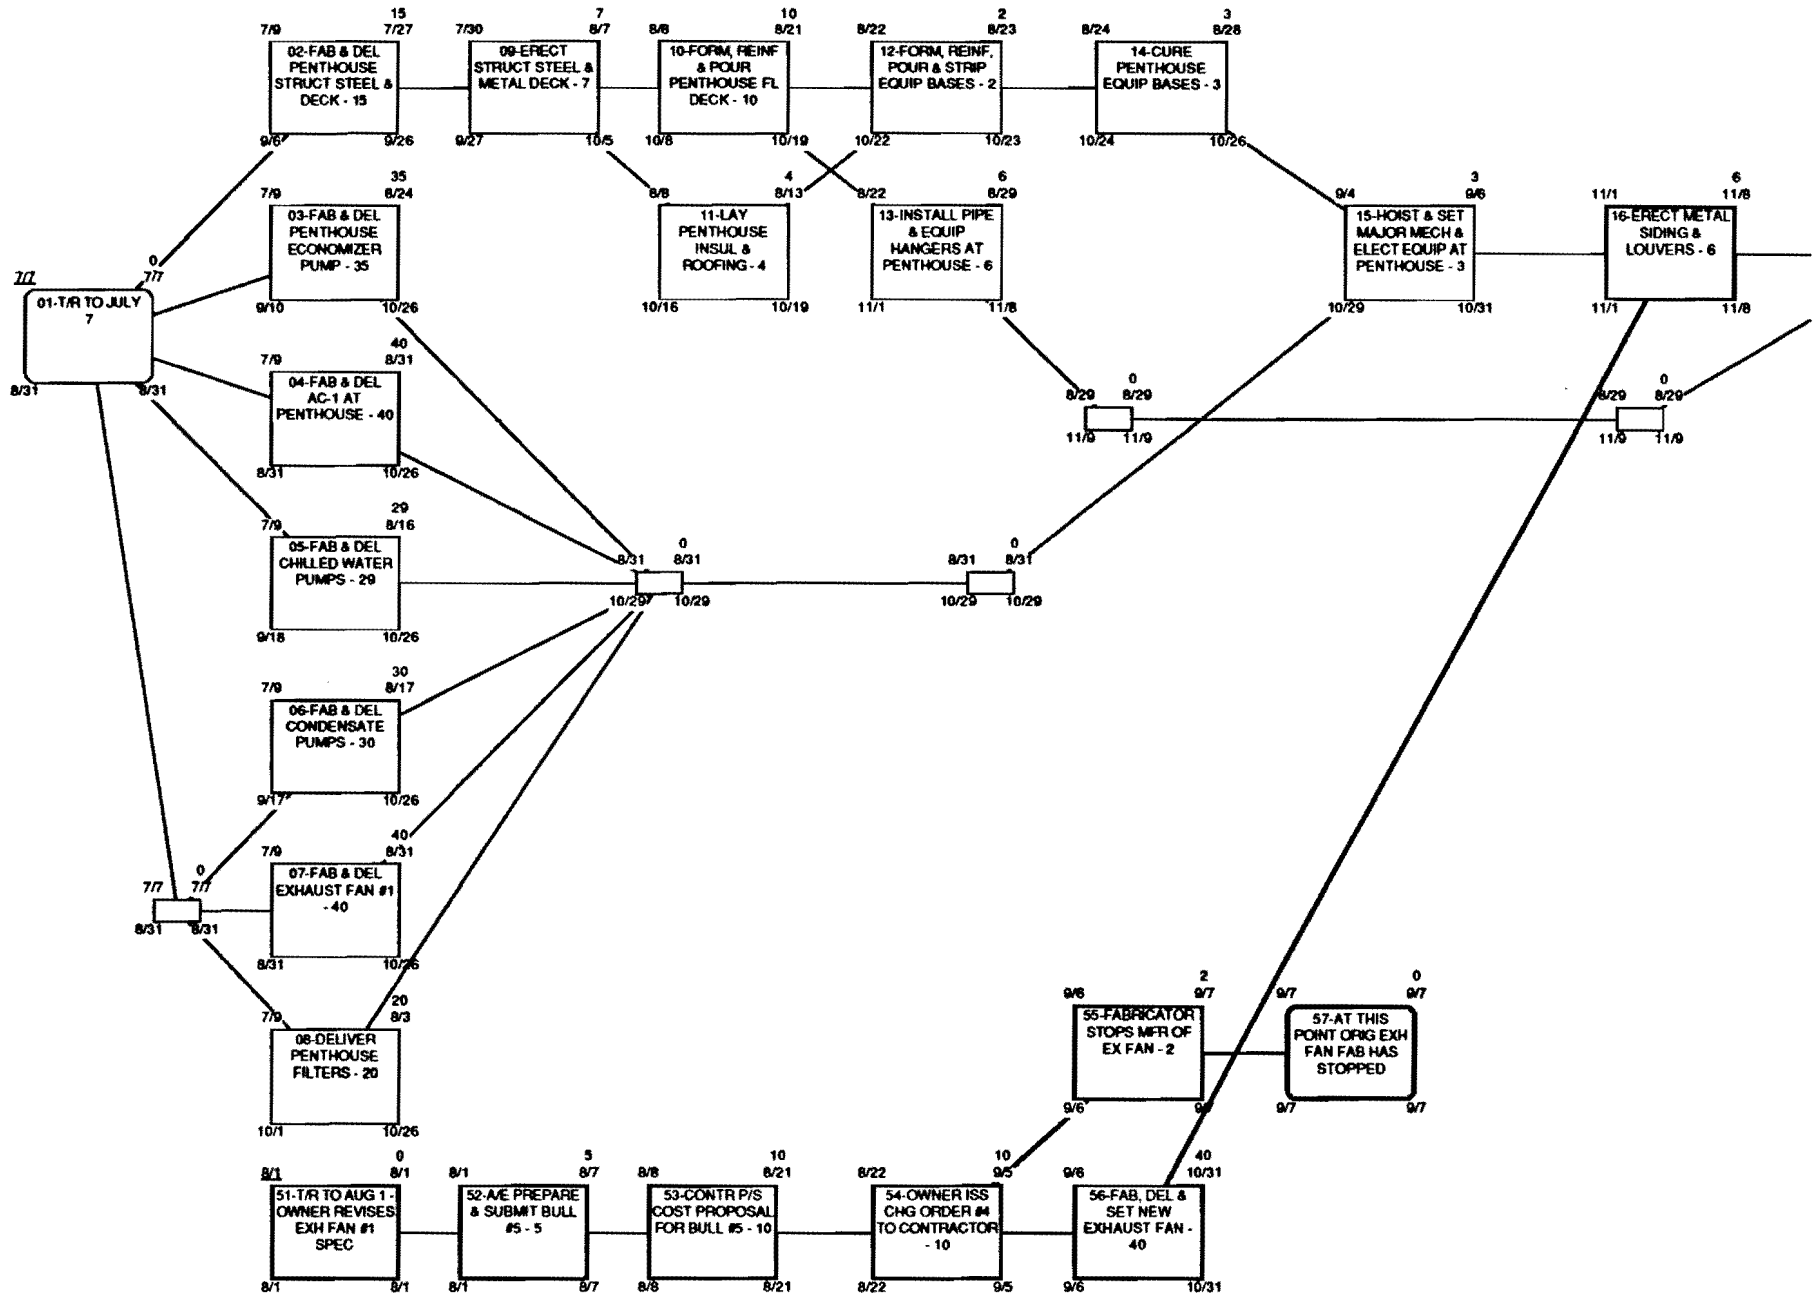 15
7/9 7/27
02-FAB & DEL
PENTHOUSE
STRUCT STEEL &
DECK - 15
9/6 9/26
7
7/30 8/7
09-ERECT
STRUCT STEEL &
METAL DECK - 7
9/27 10/5
10
8/8 8/21
10-FORM, REINF
& POUR
PENTHOUSE FL
DECK - 10
10/8 10/19
2
8/22 8/23
12-FORM, REINF,
POUR & STRIP
EQUIP BASES - 2
10/22 10/23
3
8/24 8/28
14-CURE
PENTHOUSE
EQUIP BASES - 3
10/24 10/26
35
7/9 8/24
03-FAB & DEL
PENTHOUSE
ECONOMIZER
PUMP - 35
9/10 10/26
4
8/8 8/13
11-LAY
PENTHOUSE
INSUL &
ROOFING - 4
10/16 10/19
6
8/22 8/29
13-INSTALL PIPE
& EQUIP
HANGERS AT
PENTHOUSE - 6
11/1 11/8
3
9/4 9/6
15-HOIST & SET
MAJOR MECH &
ELECT EQUIP AT
PENTHOUSE - 3
10/29 10/31
6
11/1 11/8
16-ERECT METAL
SIDING &
LOUVERS - 6
11/1 11/8
0
7/7 7/7
01-T/R TO JULY
7
8/31 8/31
40
7/9 8/31
04-FAB & DEL
AC-1 AT
PENTHOUSE - 40
8/31 10/26
0
8/29 8/29
11/9 11/9
0
8/29 8/29
11/9 11/9
29
7/9 8/16
05-FAB & DEL
CHILLED WATER
PUMPS - 29
9/18 10/26
0
8/31 8/31
10/29 10/29
0
8/31 8/31
10/29 10/29
30
7/9 8/17
06-FAB & DEL
CONDENSATE
PUMPS - 30
9/17 10/26
40
7/9 8/31
07-FAB & DEL
EXHAUST FAN #1
- 40
8/31 10/26
0
7/7 7/7
8/31 8/31
20
7/9 8/3
08-DELIVER
PENTHOUSE
FILTERS - 20
10/1 10/26
2
9/6 9/7
55-FABRICATOR
STOPS MFR OF
EX FAN - 2
9/6 9/7
0
9/7 9/7
57-AT THIS
POINT ORIG EXH
FAN FAB HAS
STOPPED
9/7 9/7
0
8/1 8/1
51-T/R TO AUG 1 -
OWNER REVISES
EXH FAN #1
SPEC
8/1 8/1
5
8/1 8/7
52-A/E PREPARE
& SUBMIT BULL
#5 - 5
8/1 8/7
10
8/8 8/21
53-CONTR P/S
COST PROPOSAL
FOR BULL #5 - 10
8/8 8/21
10
8/22 9/5
54-OWNER ISS
CHG ORDER #4
TO CONTRACTOR
- 10
8/22 9/5
40
9/6 10/31
56-FAB, DEL &
SET NEW
EXHAUST FAN -
40
9/6 10/31